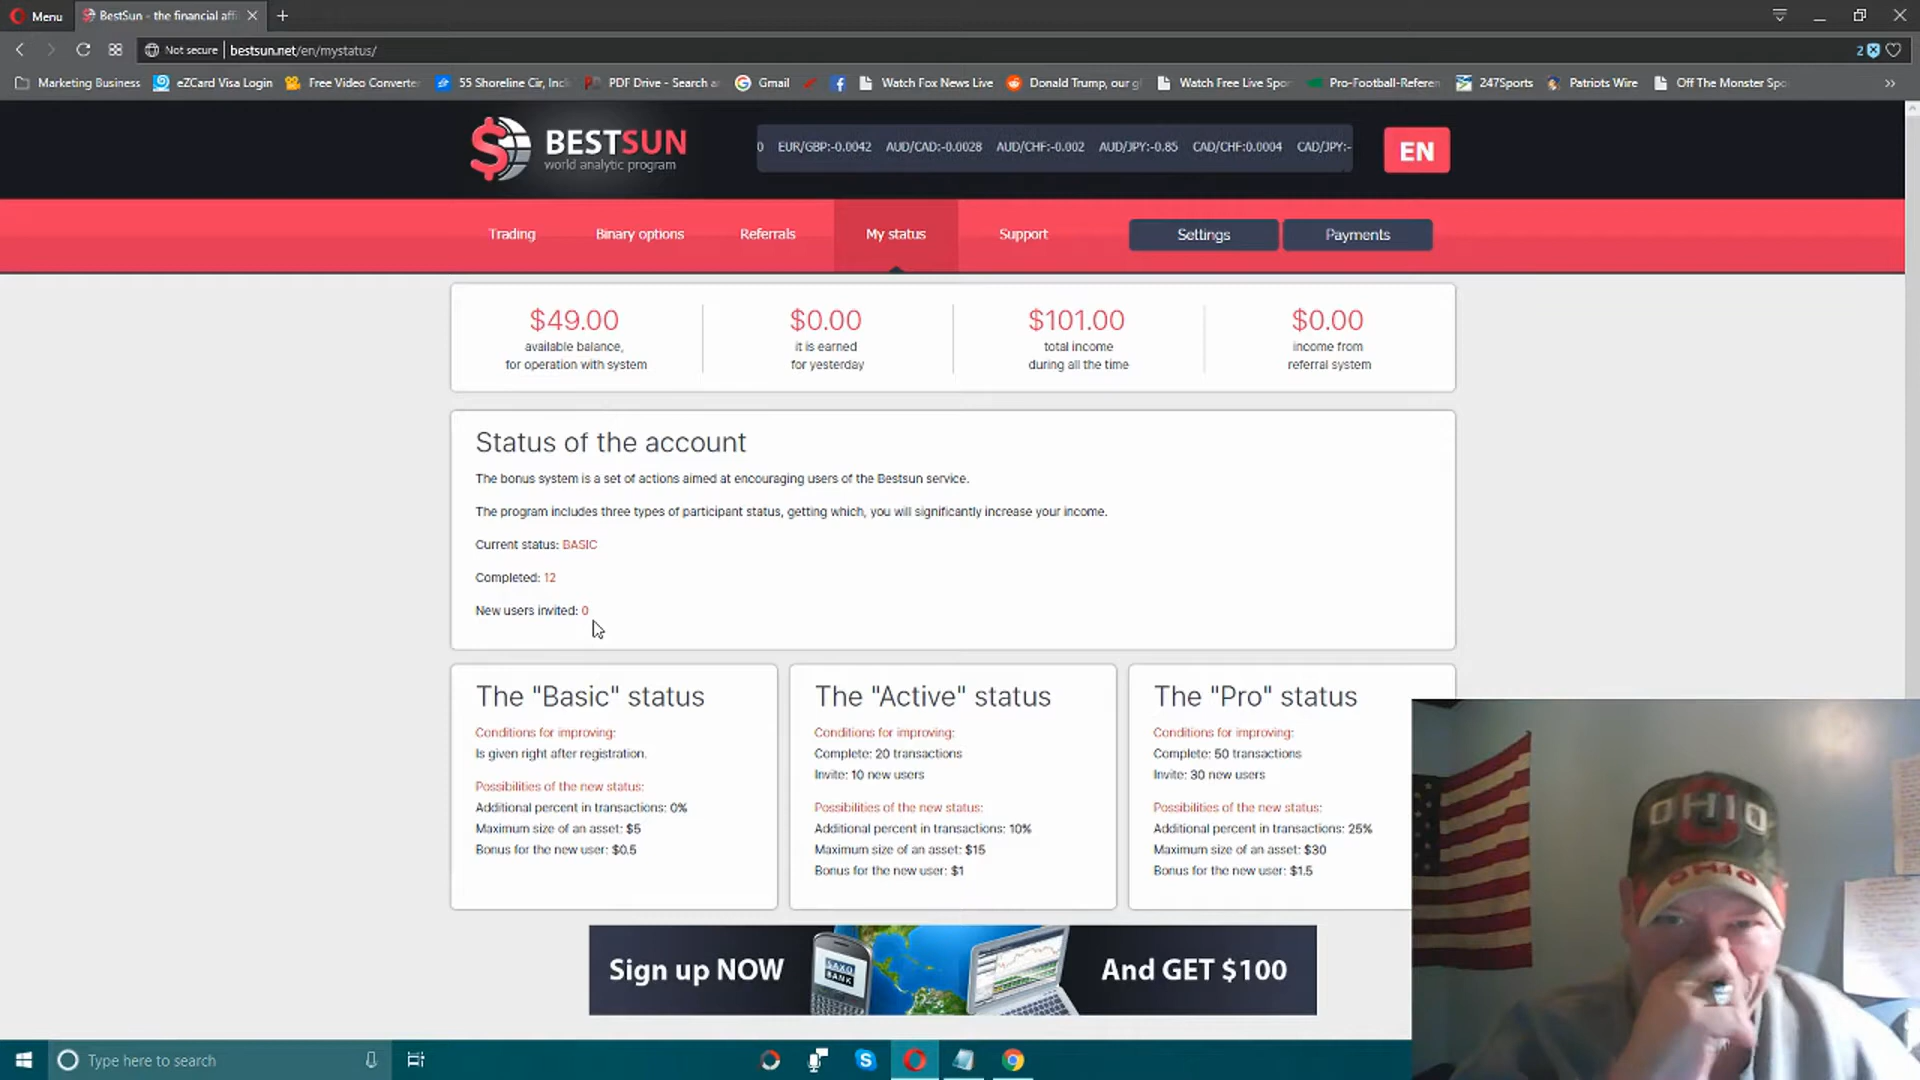 Menu
BestSun - the financial affi
Not secure
bestsun.net/en/mystatus/
2
Marketing Business
eZCard Visa Login
Free Video Converte
55 Shoreline Cir, Inc
PDF Drive - Search a
Gmail
Watch Fox News Live
Donald Trump, our g
Watch Free Live Spo
Pro-Football-Referen
247Sports
Patriots Wire
Off The Monster Spo
BESTSUN
world analytic program
0 EUR/GBP:-0.0042 AUD/CAD:-0.0028 AUD/CHF:-0.002 AUD/JPY:-0.85 CAD/CHF:0.0004 CAD/JPY:-
EN
Trading
Binary options
Referrals
My status
Support
Settings
Payments
$49.00
available balance,
for operation with system
$0.00
it is earned
for yesterday
$101.00
total income
during all the time
$0.00
income from
referral system
Status of the account
The bonus system is a set of actions aimed at encouraging users of the Bestsun service.
The program includes three types of participant status, getting which, you will significantly increase your income.
Current status: BASIC
Completed: 12
New users invited: 0
The "Basic" status
Conditions for improving:
Is given right after registration.
Possibilities of the new status:
Additional percent in transactions: 0%
Maximum size of an asset: $5
Bonus for the new user: $0.5
The "Active" status
Conditions for improving:
Complete: 20 transactions
Invite: 10 new users
Possibilities of the new status:
Additional percent in transactions: 10%
Maximum size of an asset: $15
Bonus for the new user: $1
The "Pro" status
Conditions for improving:
Complete: 50 transactions
Invite: 30 new users
Possibilities of the new status:
Additional percent in transactions: 25%
Maximum size of an asset: $30
Bonus for the new user: $1.5
Sign up NOW
SAXO
BANK
And GET $100
OHIO
OHIO
Type here to search